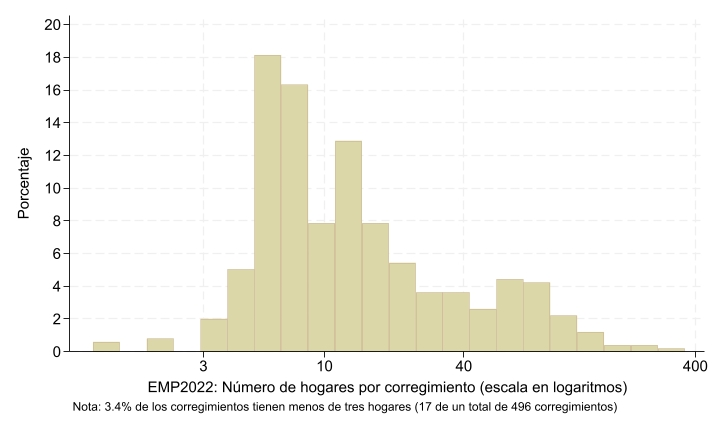 20
18
16
14
12
10
8
6
4
2
0
Porcentaje
3 10 40 400
EMP2022: Número de hogares por corregimiento (escala en logaritmos)
Nota: 3.4% de los corregimientos tienen menos de tres hogares (17 de un total de 496 corregimientos)